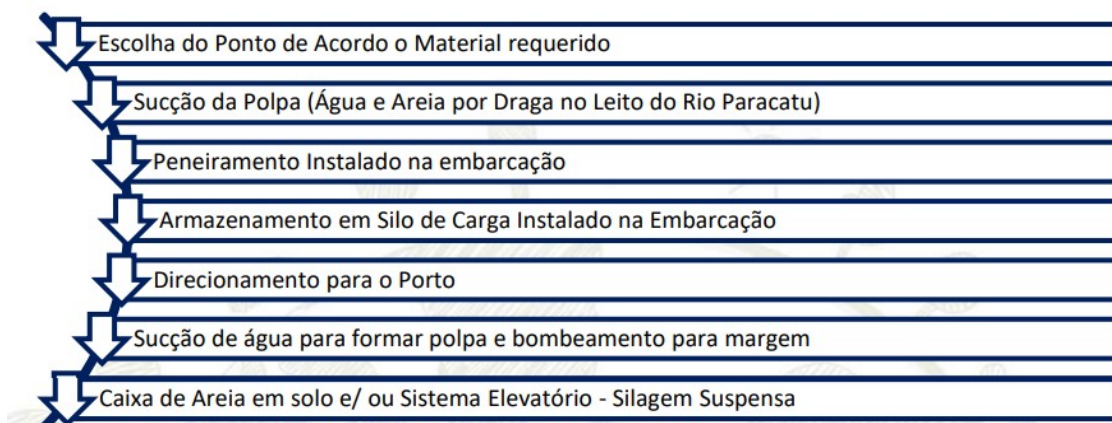 Escolha do Ponto de Acordo o Material requerido
Sucção da Polpa (Água e Areia por Draga no Leito do Rio Paracatu)
Peneiramento Instalado na embarcação
Armazenamento em Silo de Carga Instalado na Embarcação
Direcionamento para o Porto
Sucção de água para formar polpa e bombeamento para margem
Caixa de Areia em solo e/ ou Sistema Elevatório - Silagem Suspensa